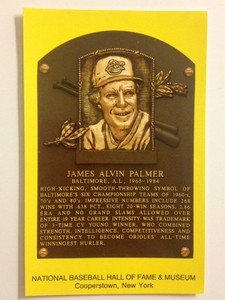 JAMES ALVIN PALMER
BALTIMORE, A.L., 1965-1984
HIGH-KICKING, SMOOTH-THROWING SYMBOL OF
BALTIMORE'S SIX CHAMPIONSHIP TEAMS OF 1960's,
70's AND 80's. IMPRESSIVE NUMBERS INCLUDE 268
WINS WITH .638 PCT., EIGHT 20-WIN SEASONS, 2.86
ERA AND NO GRAND SLAMS ALLOWED OVER
ENTIRE 19 YEAR CAREER. INTENSITY WAS TRADEMARK
OF 3-TIME CY YOUNG WINNER, WHO COMBINED
STRENGTH, INTELLIGENCE, COMPETITIVENESS AND
CONSISTENCY TO BECOME ORIOLES' ALL-TIME
WINNINGEST HURLER.
NATIONAL BASEBALL HALL OF FAME & MUSEUM
Cooperstown, New York